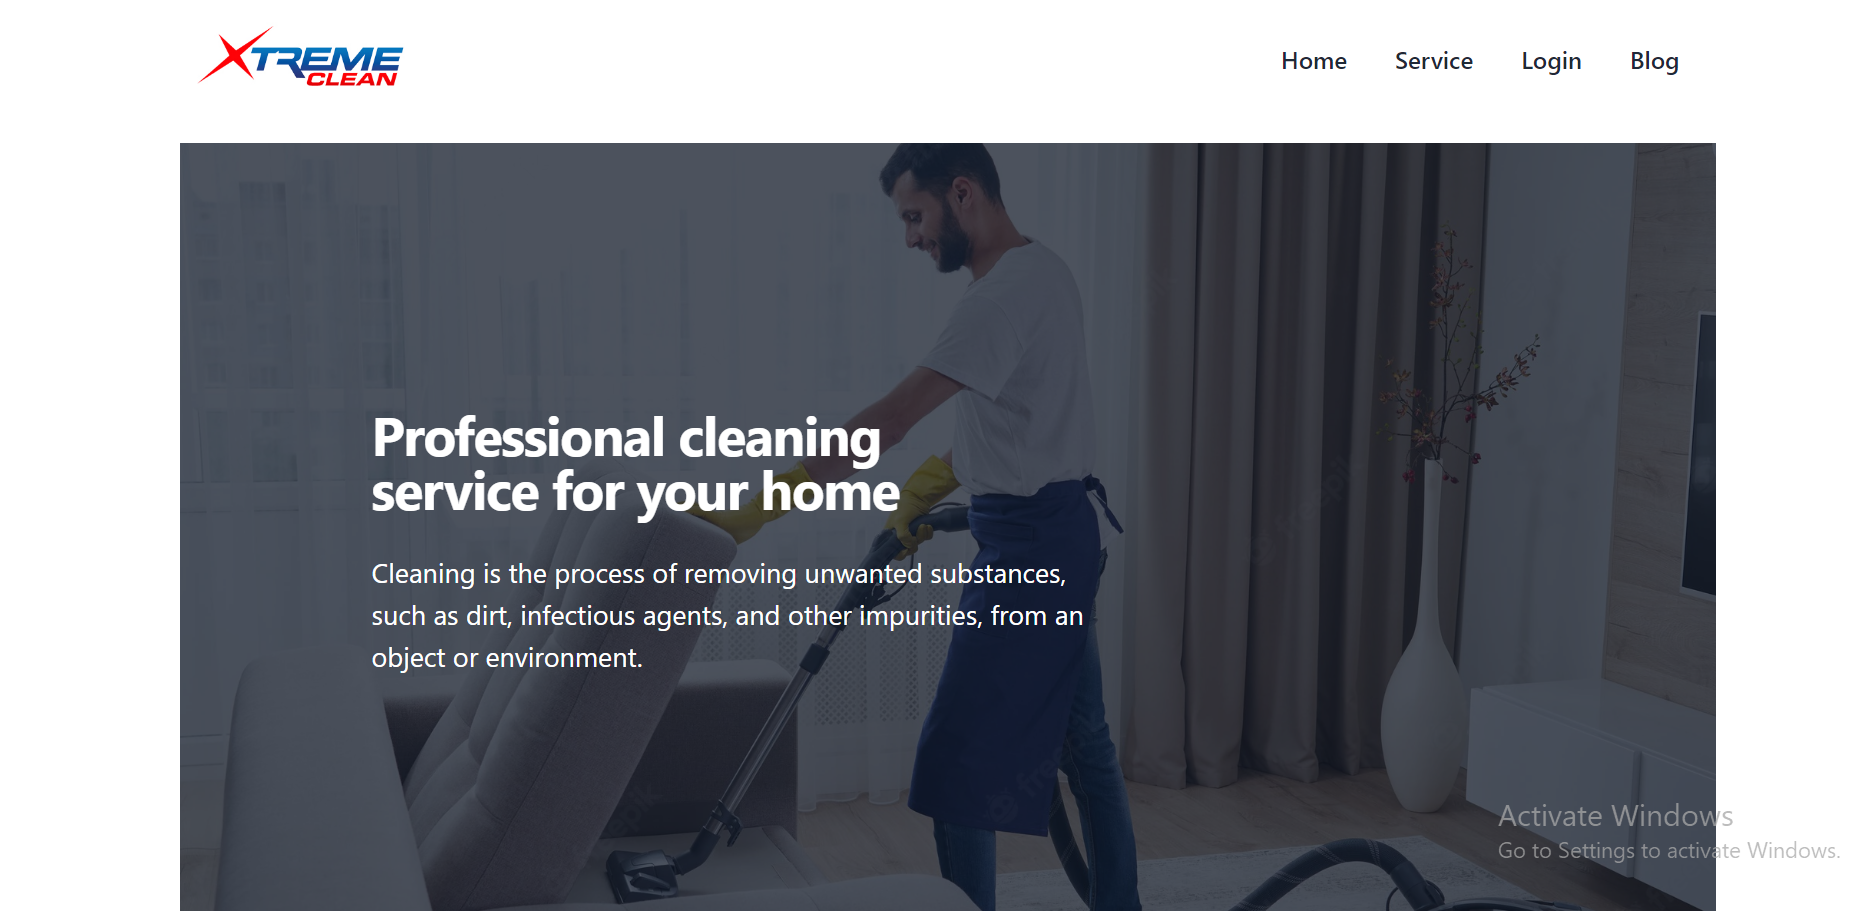 XTREME
CLEAN
Home Service Login Blog
Professional cleaning
service for your home
Cleaning is the process of removing unwanted substances,
such as dirt, infectious agents, and other impurities, from an
object or environment.
Activate Windows
Go to Settings to activate Windows.